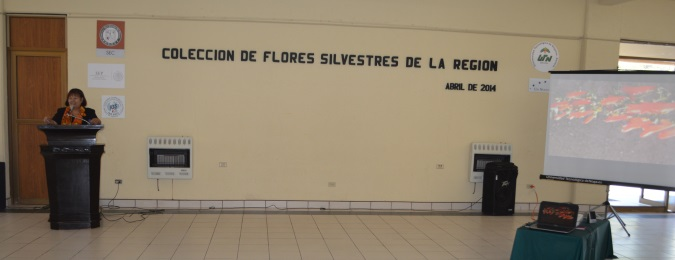 COLECCION DE FLORES SILVESTRES DE LA REGION
ABRIL DE 2014